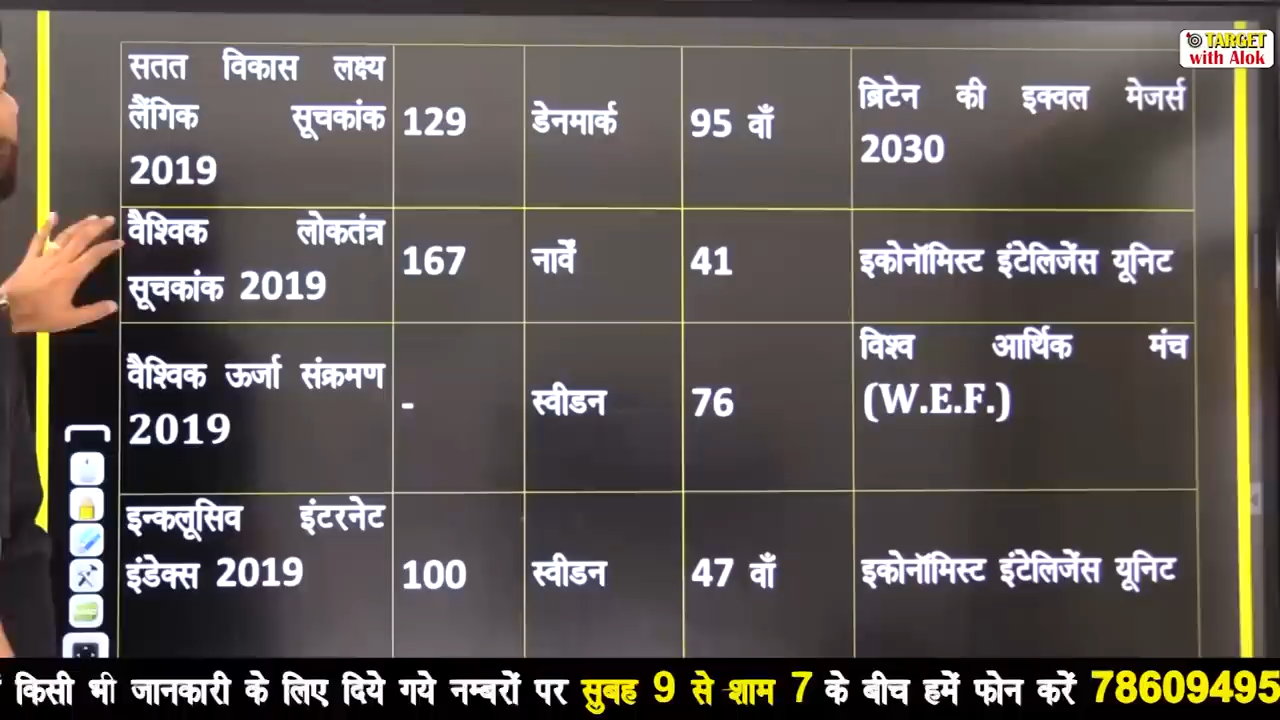 TARGET
with Alok
सतत विकास लक्ष्य
लैंगिक सूचकांक
2019
129
डेनमार्क
95 वाँ
ब्रिटेन की इक्वल मेजर्स
2030
वैश्विक लोकतंत्र
सूचकांक 2019
167
नार्वे
41
इकोनॉमिस्ट इंटेलिजेंस यूनिट
वैश्विक ऊर्जा संक्रमण
2019
-
स्वीडन
76
विश्व आर्थिक मंच
(W.E.F.)
इन्कलूसिव इंटरनेट
इंडेक्स 2019
100
स्वीडन
47 वाँ
इकोनॉमिस्ट इंटेलिजेंस यूनिट
किसी भी जानकारी के लिए दिये गये नम्बरों पर सुबह 9 से शाम 7 के बीच हमें फोन करें 78609495